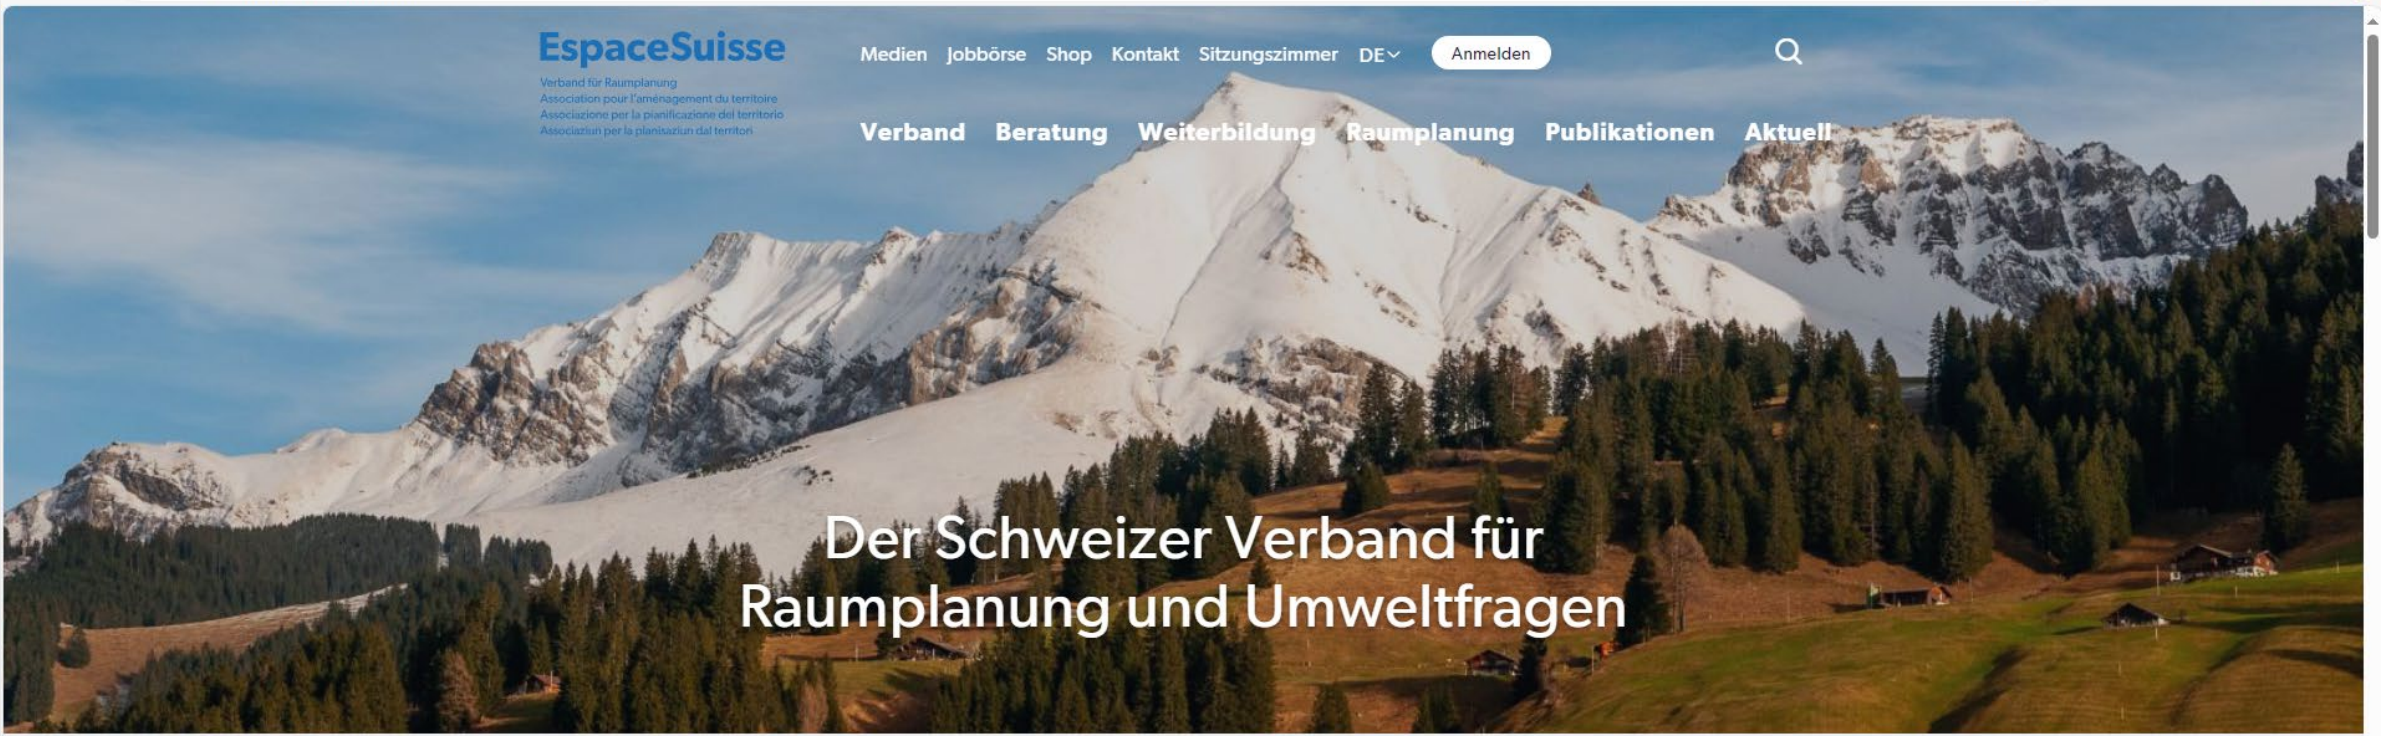 EspaceSuisse
Verband für Raumplanung
Association pour l'aménagement du territoire
Associazione per la pianificazione del territorio
Associaziun per la planisaziun dal territori
Medien Jobbörse Shop Kontakt Sitzungszimmer DE Anmelden
Verband Beratung Weiterbildung Raumplanung Publikationen Aktuell
Der Schweizer Verband für
Raumplanung und Umweltfragen